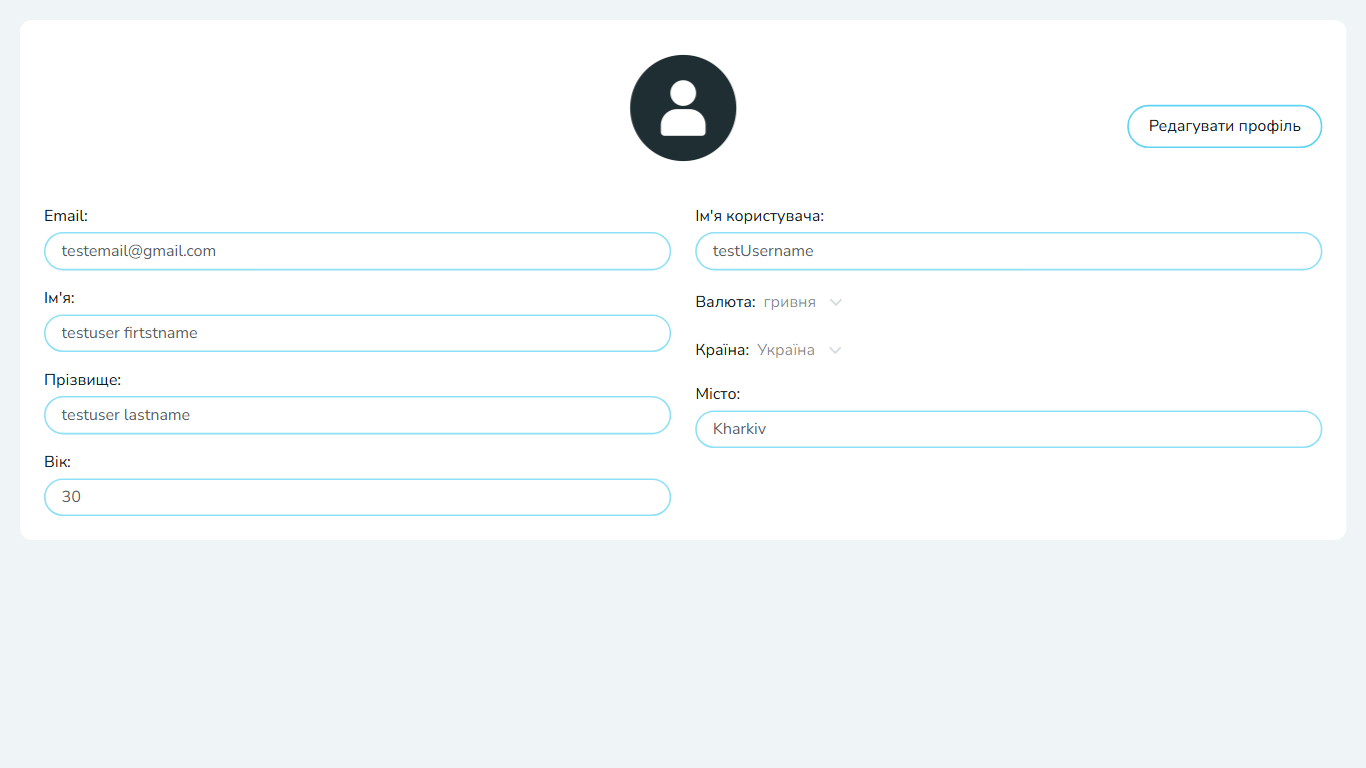 Редагувати профіль
Email:
testemail@gmail.com
Ім'я:
testuser firtstname
Прізвище:
testuser lastname
Вік:
30
Ім'я користувача:
testUsername
Валюта: гривня
Країна: Україна
Місто:
Kharkiv